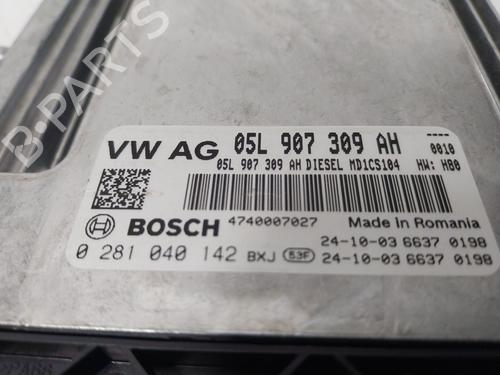 B-PARTS
VW AG 05L 907 309 AH ----
0010
05L 907 309 AH DIESEL MD1CS104 HW: H80
BOSCH 4740007027 Made in Romania
24-10-03 6637 0198
0 281 040 142 BXJ 53F 24-10-03 6637 0198